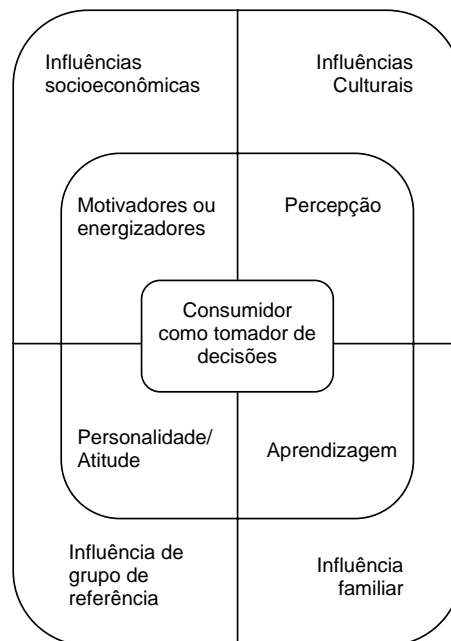 Influências
socioeconômicas
Influências
Culturais
Motivadores ou
energizadores
Percepção
Consumidor
como tomador de
decisões
Personalidade/
Atitude
Aprendizagem
Influência de
grupo de
referência
Influência
familiar